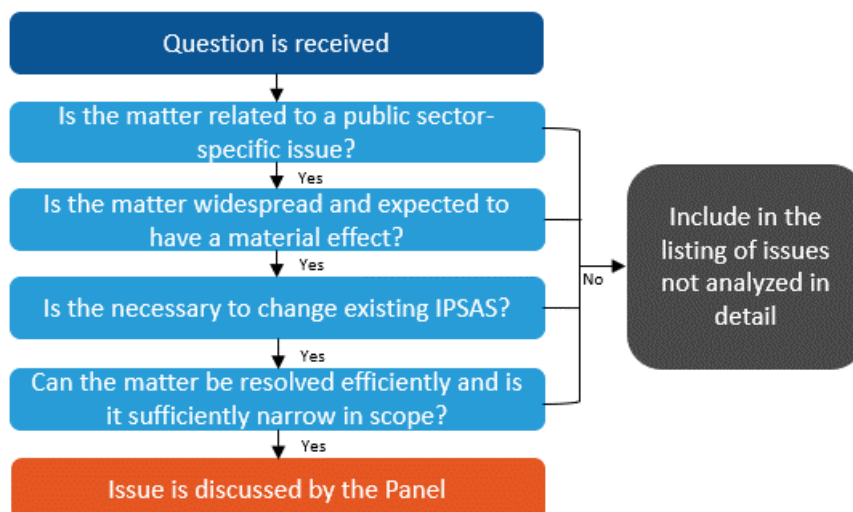 Question is received
Is the matter related to a public sector-
specific issue?
Yes
Is the matter widespread and expected to
have a material effect?
Yes
Is the necessary to change existing IPSAS?
Yes
Can the matter be resolved efficiently and is
it sufficiently narrow in scope?
Yes
Issue is discussed by the Panel
No
Include in the
listing of issues
not analyzed in
detail